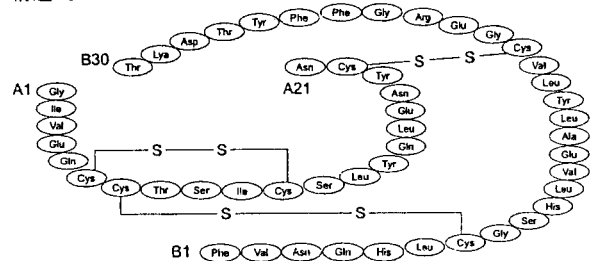 B30 Thr Lys Asp Thr Tyr Phe Phe Gly Arg Glu Gly Cys Val Leu Tyr Leu Ala Glu Val Leu His Ser Gly
A1 Gly Ile Val Glu Gln Cys Cys Thr Ser Ile Cys Ser Leu Tyr Gln Leu Glu Asn Tyr Cys Asn
A21
S S
S S
S S
B1 Phe Val Asn Gln His Leu Cys